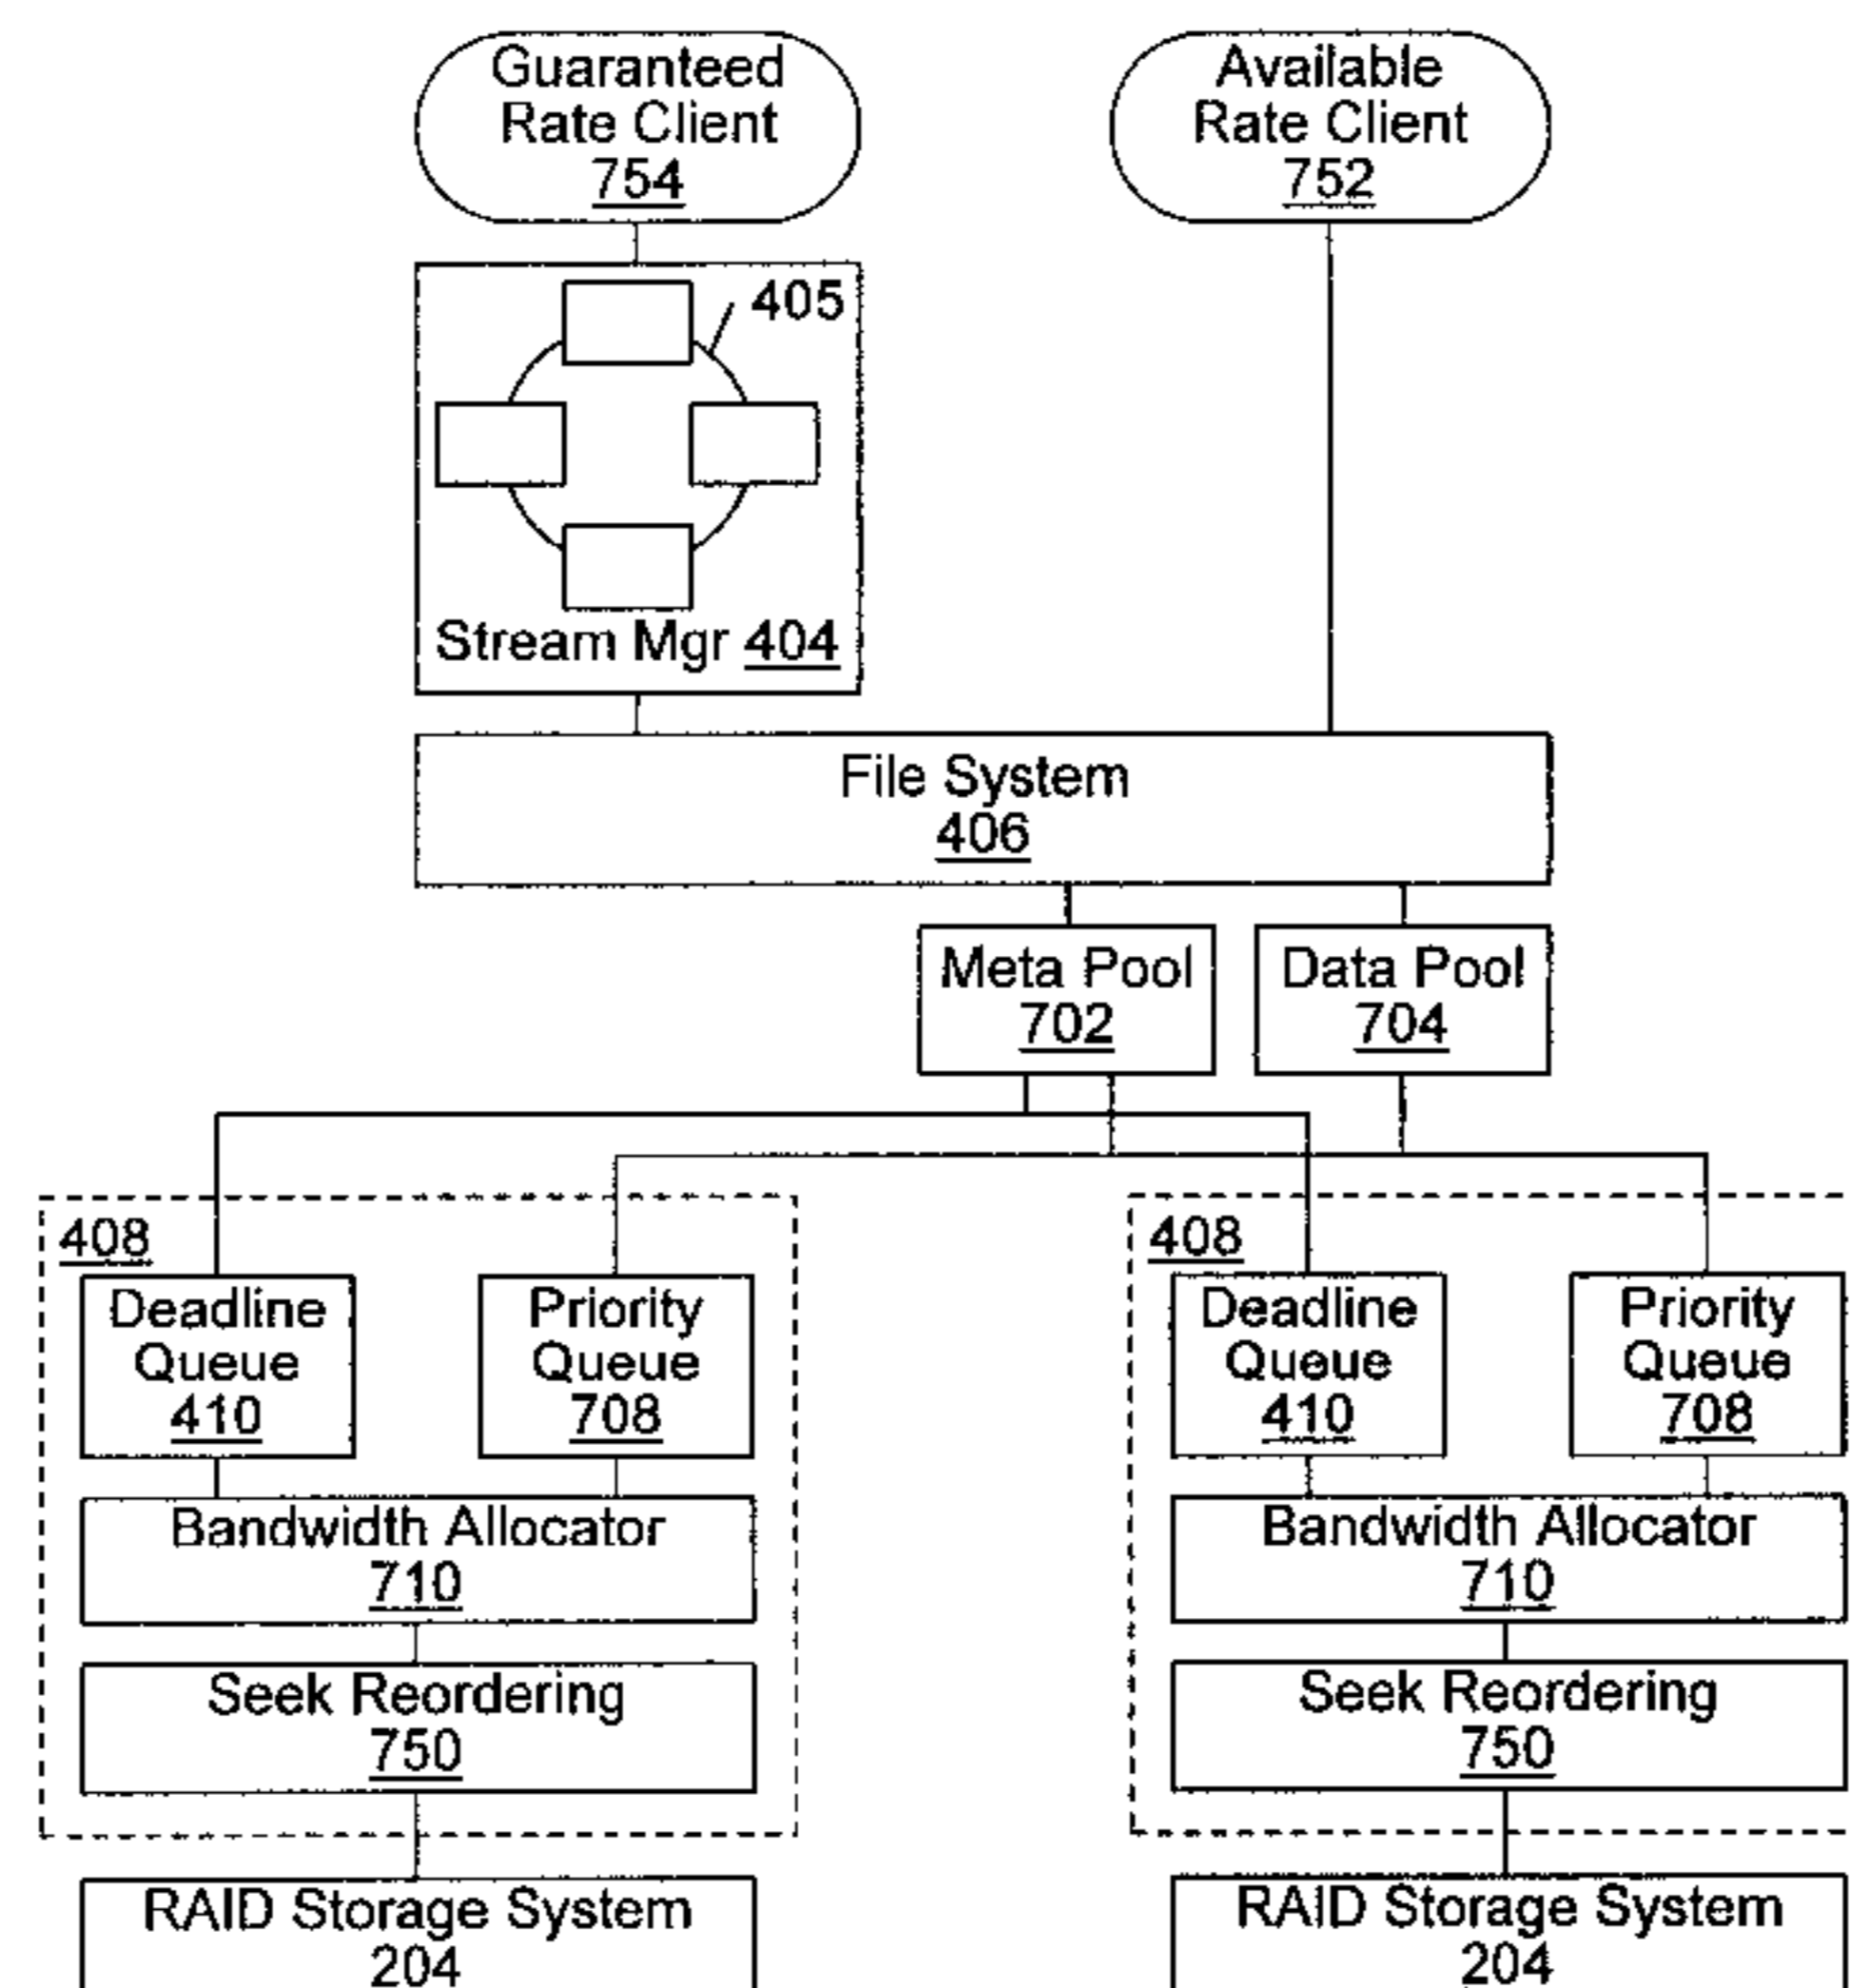 Guaranteed
Rate Client
754
Available
Rate Client
752
405
Stream Mgr 404
File System
406
Meta Pool
702
Data Pool
704
408
Deadline
Queue
410
Priority
Queue
708
Bandwidth Allocator
710
Seek Reordering
750
RAID Storage System
204
408
Deadline
Queue
410
Priority
Queue
708
Bandwidth Allocator
710
Seek Reordering
750
RAID Storage System
204